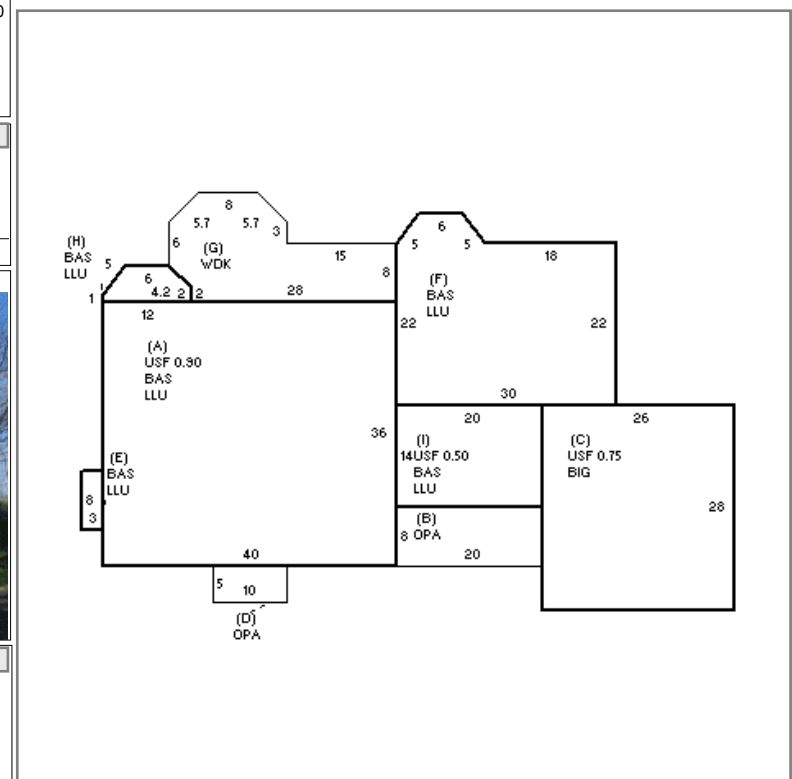 8
5.7
5.7
3
6
(G)
WDK
15
8
28
(H)
BAS
LLU
5
6
4.2
2
2
1
12
6
5
5
18
(F)
BAS
LLU
22
22
30
(A)
USF 0.90
BAS
LLU
36
20
26
(I)
14USF 0.50
BAS
LLU
(C)
USF 0.75
BIG
28
(E)
BAS
LLU
8
3
(B)
8 OPA
20
40
5
10
(D)
OPA